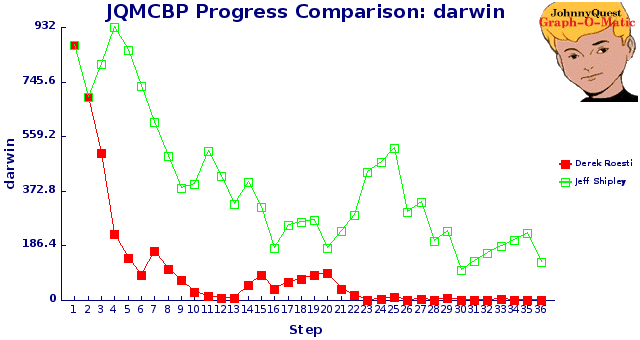 JQMCBP Progress Comparison: darwin
JohnnyQuest
Graph-O-Matic
932
745.6
559.2
372.8
186.4
0
darwin
1 2 3 4 5 6 7 8 9 10 11 12 13 14 15 16 17 18 19 20 21 22 23 24 25 26 27 28 29 30 31 32 33 34 35 36
Step
Derek Roesti
Jeff Shipley